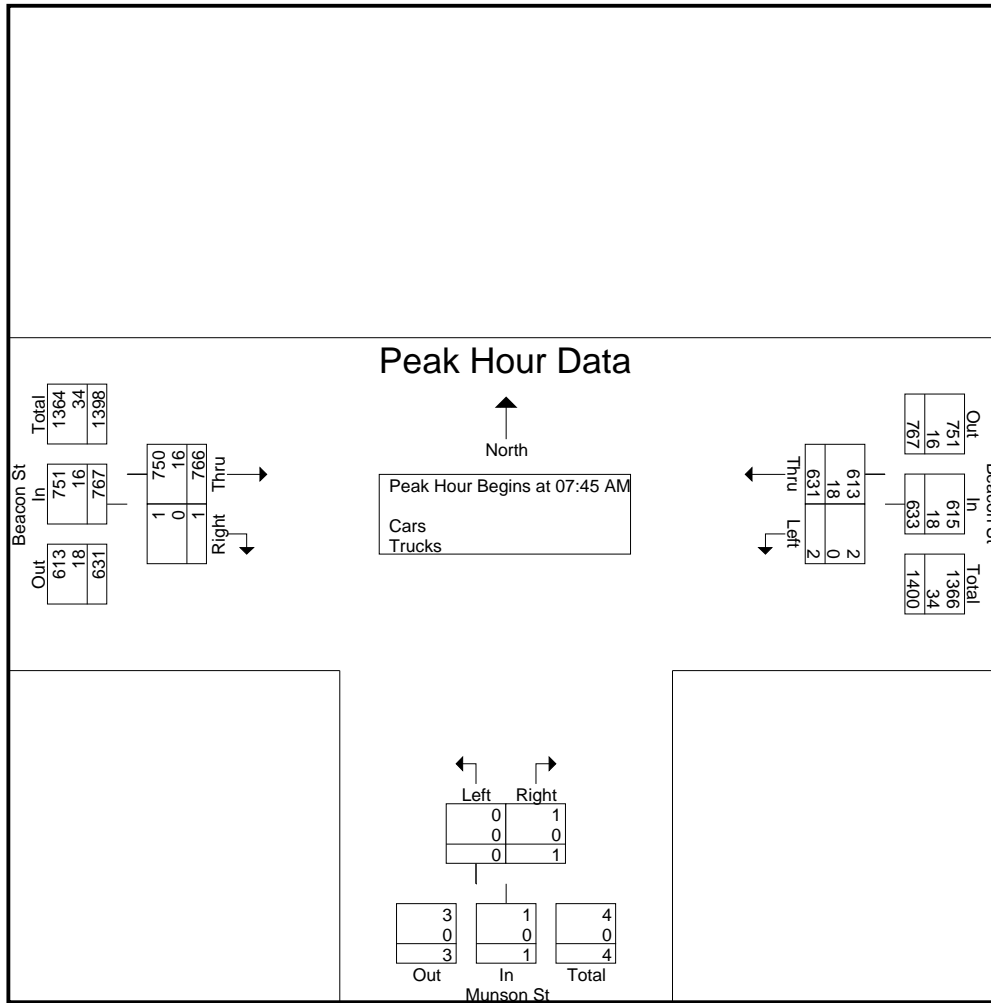 Peak Hour Data
North
Peak Hour Begins at 07:45 AM
Cars
Trucks
Beacon St
Total
1364
34
1398
In
751
16
767
Out
613
18
631
Thru
750
16
766
Right
1
0
1
Beacon St
Out
751
16
767
In
615
18
633
Total
1366
34
1400
Thru
613
18
631
Left
2
0
2
Left Right
0 1
0 0
0 1
3 1 4
0 0 0
3 1 4
Out In Total
Munson St